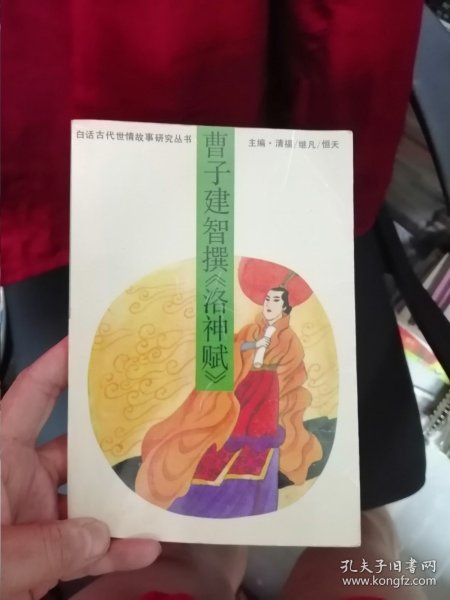 白话古代世情故事研究丛书
主编·清福/继凡/恒天
曹子建智撰《洛神赋》
孔夫子旧书网
www.kongfz.com